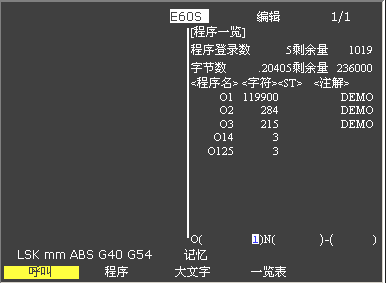 E60S 编辑 1/1
[程序一览]
程序登录数 5剩余量 1019
字节数 .20405剩余量 236000
<程序名> <字符><ST> <注解>
O1 119900 DEMO
O2 284 DEMO
O3 215 DEMO
O14 3
O125 3
O( 1)N( )-( )
LSK mm ABS G40 G54 记忆
呼叫 程序 大文字 一览表